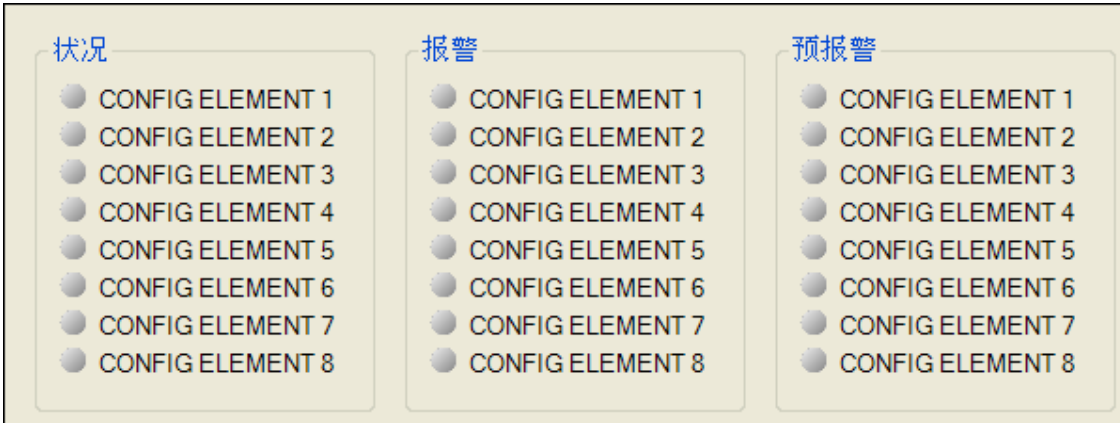 状况
CONFIG ELEMENT 1
CONFIG ELEMENT 2
CONFIG ELEMENT 3
CONFIG ELEMENT 4
CONFIG ELEMENT 5
CONFIG ELEMENT 6
CONFIG ELEMENT 7
CONFIG ELEMENT 8
报警
CONFIG ELEMENT 1
CONFIG ELEMENT 2
CONFIG ELEMENT 3
CONFIG ELEMENT 4
CONFIG ELEMENT 5
CONFIG ELEMENT 6
CONFIG ELEMENT 7
CONFIG ELEMENT 8
预报警
CONFIG ELEMENT 1
CONFIG ELEMENT 2
CONFIG ELEMENT 3
CONFIG ELEMENT 4
CONFIG ELEMENT 5
CONFIG ELEMENT 6
CONFIG ELEMENT 7
CONFIG ELEMENT 8